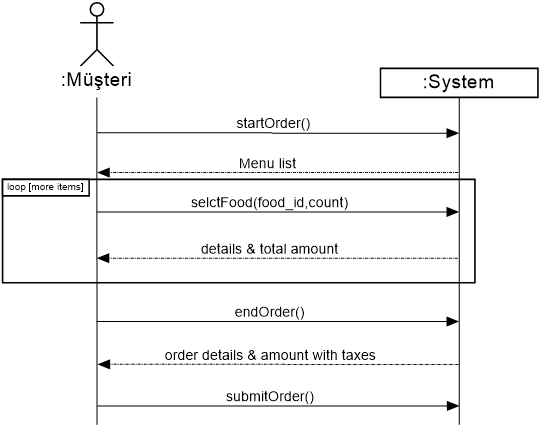 :Müşteri
:System
startOrder()
Menu list
loop [more items]
selctFood(food_id,count)
details & total amount
endOrder()
order details & amount with taxes
submitOrder()